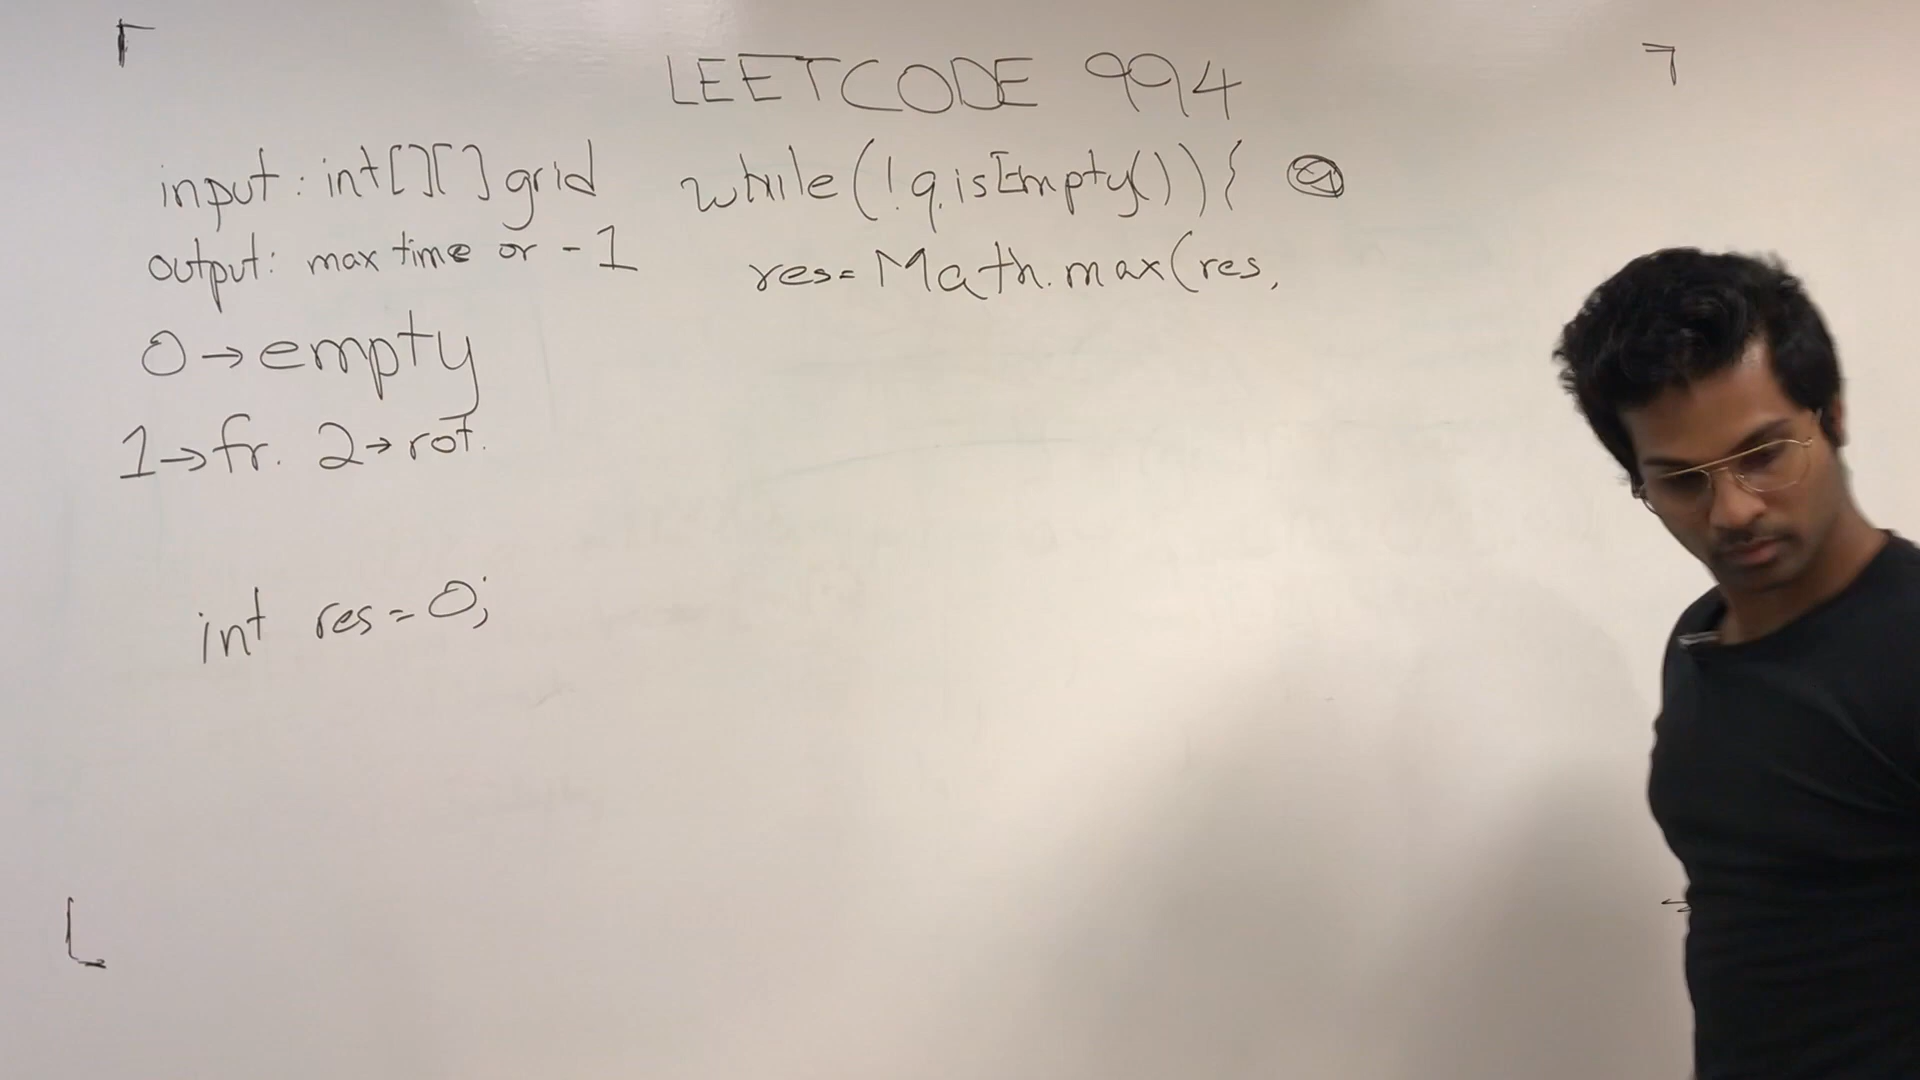 LEETCODE 994
input: int[][] grid
output: max time or -1
0→empty
1→fr. 2→rot.
int res=0;
while(!q.isEmpty()){
res=Math.max(res,